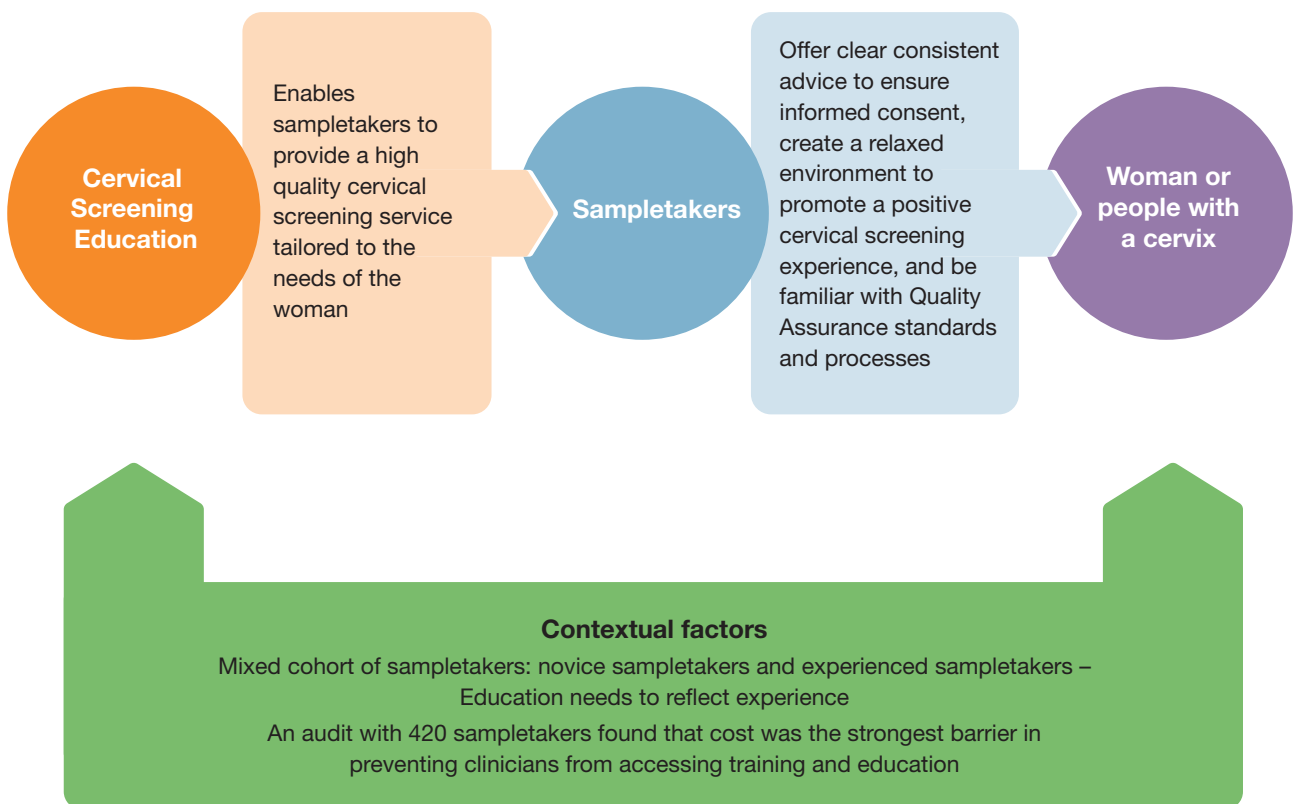 Cervical
Screening
Education
Enables
sampletakers to
provide a high
quality cervical
screening service
tailored to the
needs of the
woman
Sampletakers
Offer clear consistent
advice to ensure
informed consent,
create a relaxed
environment to
promote a positive
cervical screening
experience, and be
familiar with Quality
Assurance standards
and processes
Woman or
people with
a cervix
Contextual factors
Mixed cohort of sampletakers: novice sampletakers and experienced sampletakers –
Education needs to reflect experience
An audit with 420 sampletakers found that cost was the strongest barrier in
preventing clinicians from accessing training and education